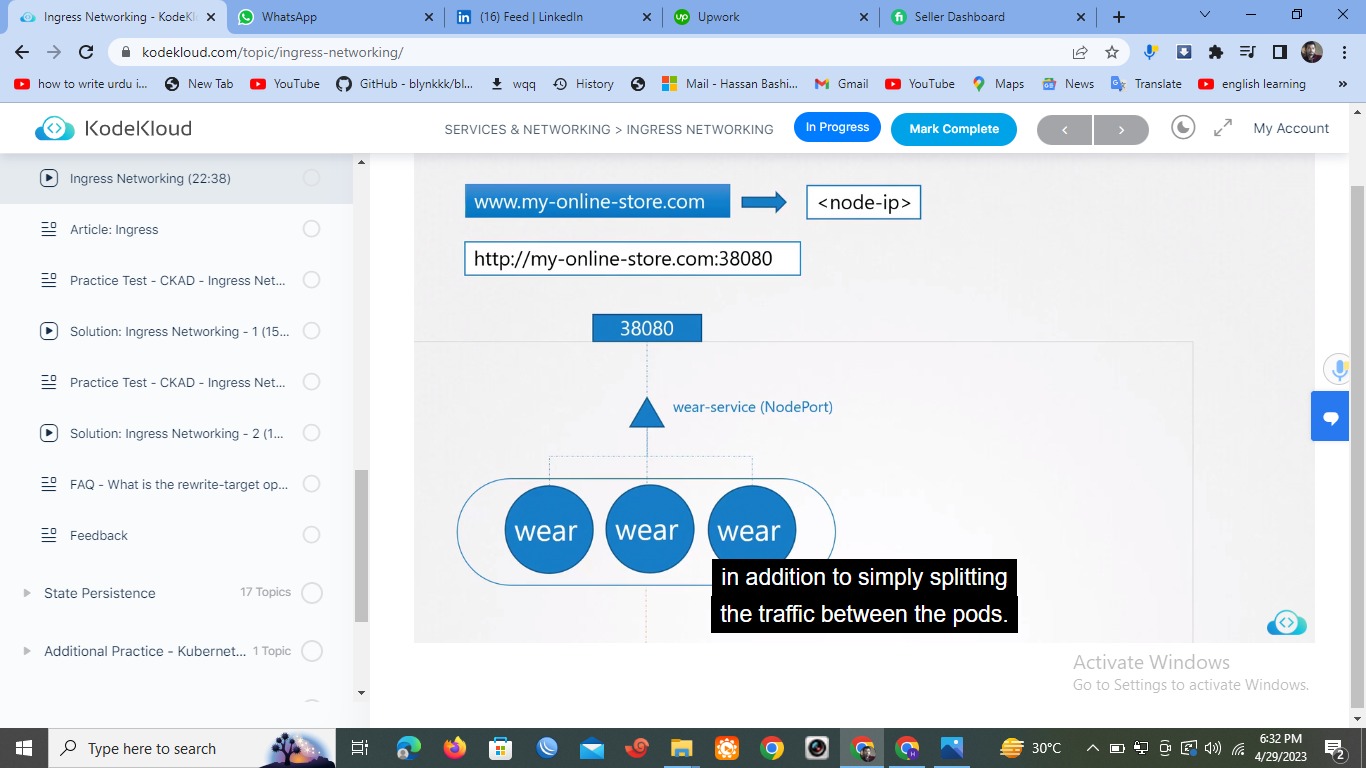 Ingress Networking - KodeKl
WhatsApp
(16) Feed | LinkedIn
Upwork
Seller Dashboard
kodekloud.com/topic/ingress-networking/
how to write urdu i...
New Tab
YouTube
GitHub - blynkkk/bl...
wqq
History
Mail - Hassan Bashi...
Gmail
YouTube
Maps
News
Translate
english learning
»
KodeKloud
SERVICES & NETWORKING > INGRESS NETWORKING
In Progress
Mark Complete
My Account
Ingress Networking (22:38)
Article: Ingress
Practice Test - CKAD - Ingress Net...
Solution: Ingress Networking - 1 (15...
Practice Test - CKAD - Ingress Net...
Solution: Ingress Networking - 2 (1...
FAQ - What is the rewrite-target op...
Feedback
State Persistence 17 Topics
Additional Practice - Kubernet... 1 Topic
www.my-online-store.com
<node-ip>
http://my-online-store.com:38080
38080
wear-service (NodePort)
wear wear wear
in addition to simply splitting
the traffic between the pods.
Activate Windows
Go to Settings to activate Windows.
Type here to search
30°C
6:32 PM
4/29/2023
2